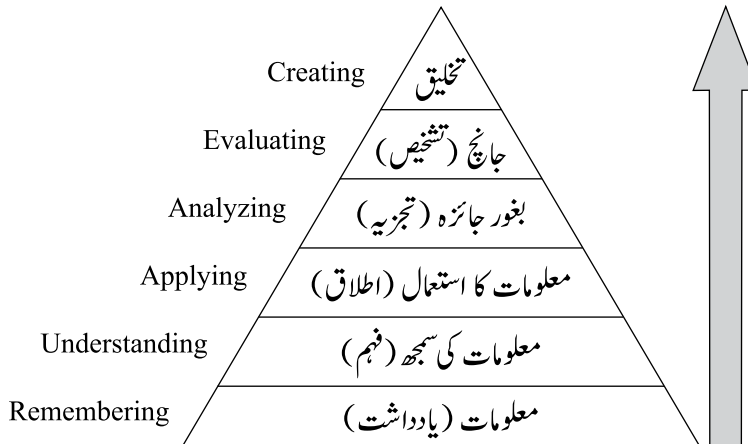 Creating تخلیق
Evaluating جانچ (تشخیص)
Analyzing بغور جائزہ (تجزیہ)
Applying معلومات کا استعمال (اطلاق)
Understanding معلومات کی سمجھ (فہم)
Remembering معلومات (یادداشت)